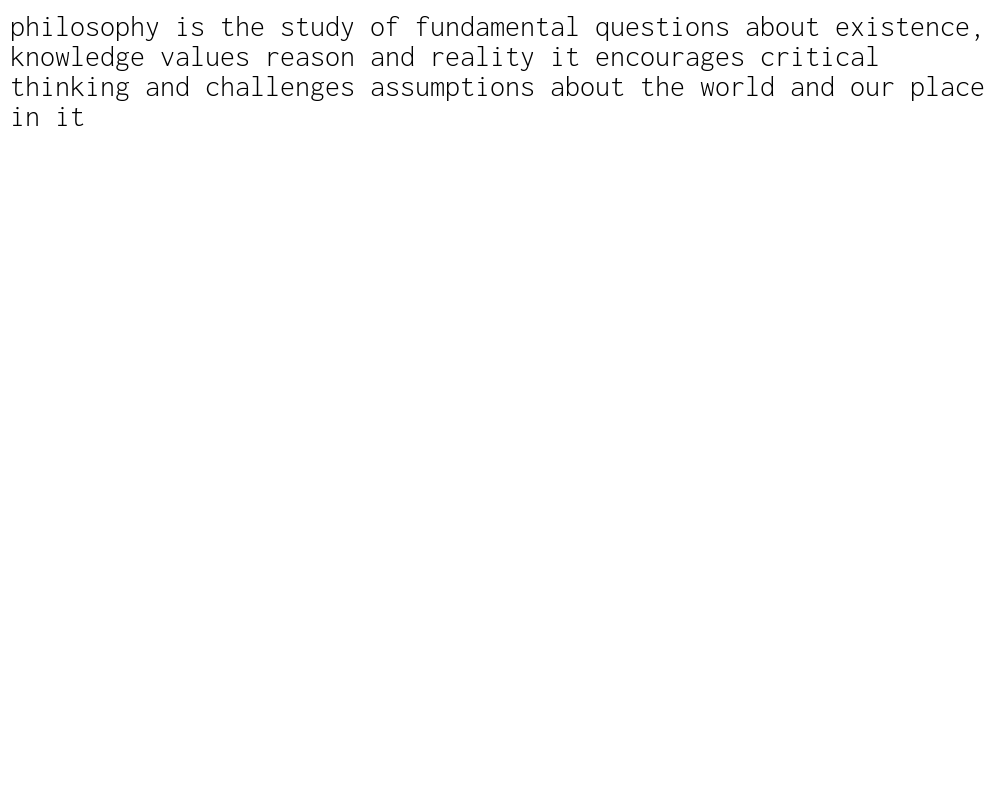 philosophy is the study of fundamental questions about existence,
knowledge values reason and reality it encourages critical
thinking and challenges assumptions about the world and our place
in it